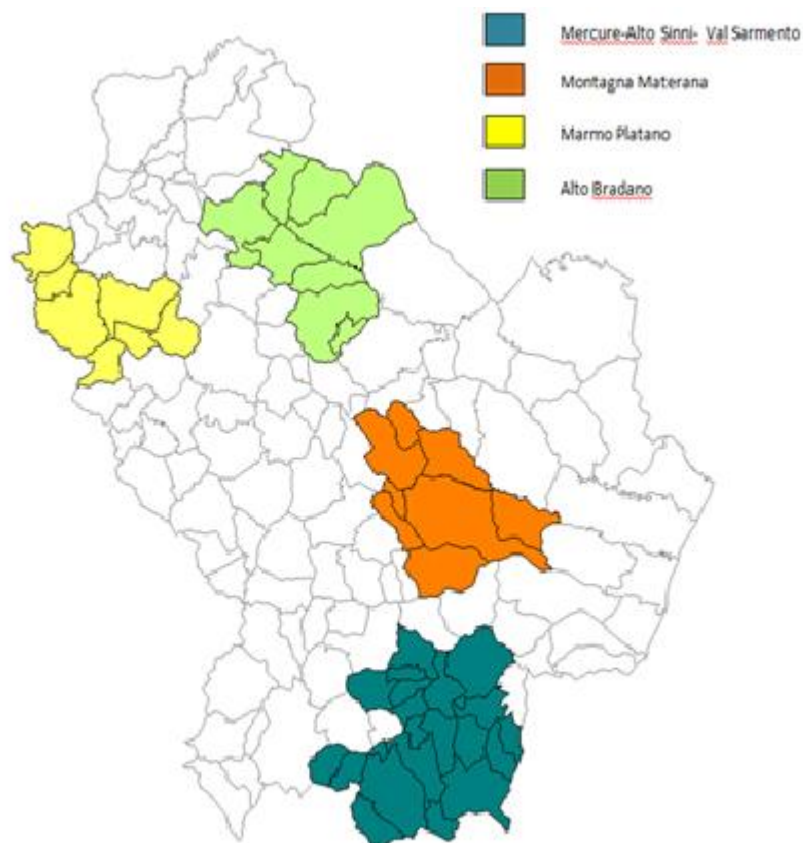 Mercure-Alto Sinni- Val Sarmento
Montagna Materana
Marmo Platano
Alto Bradano